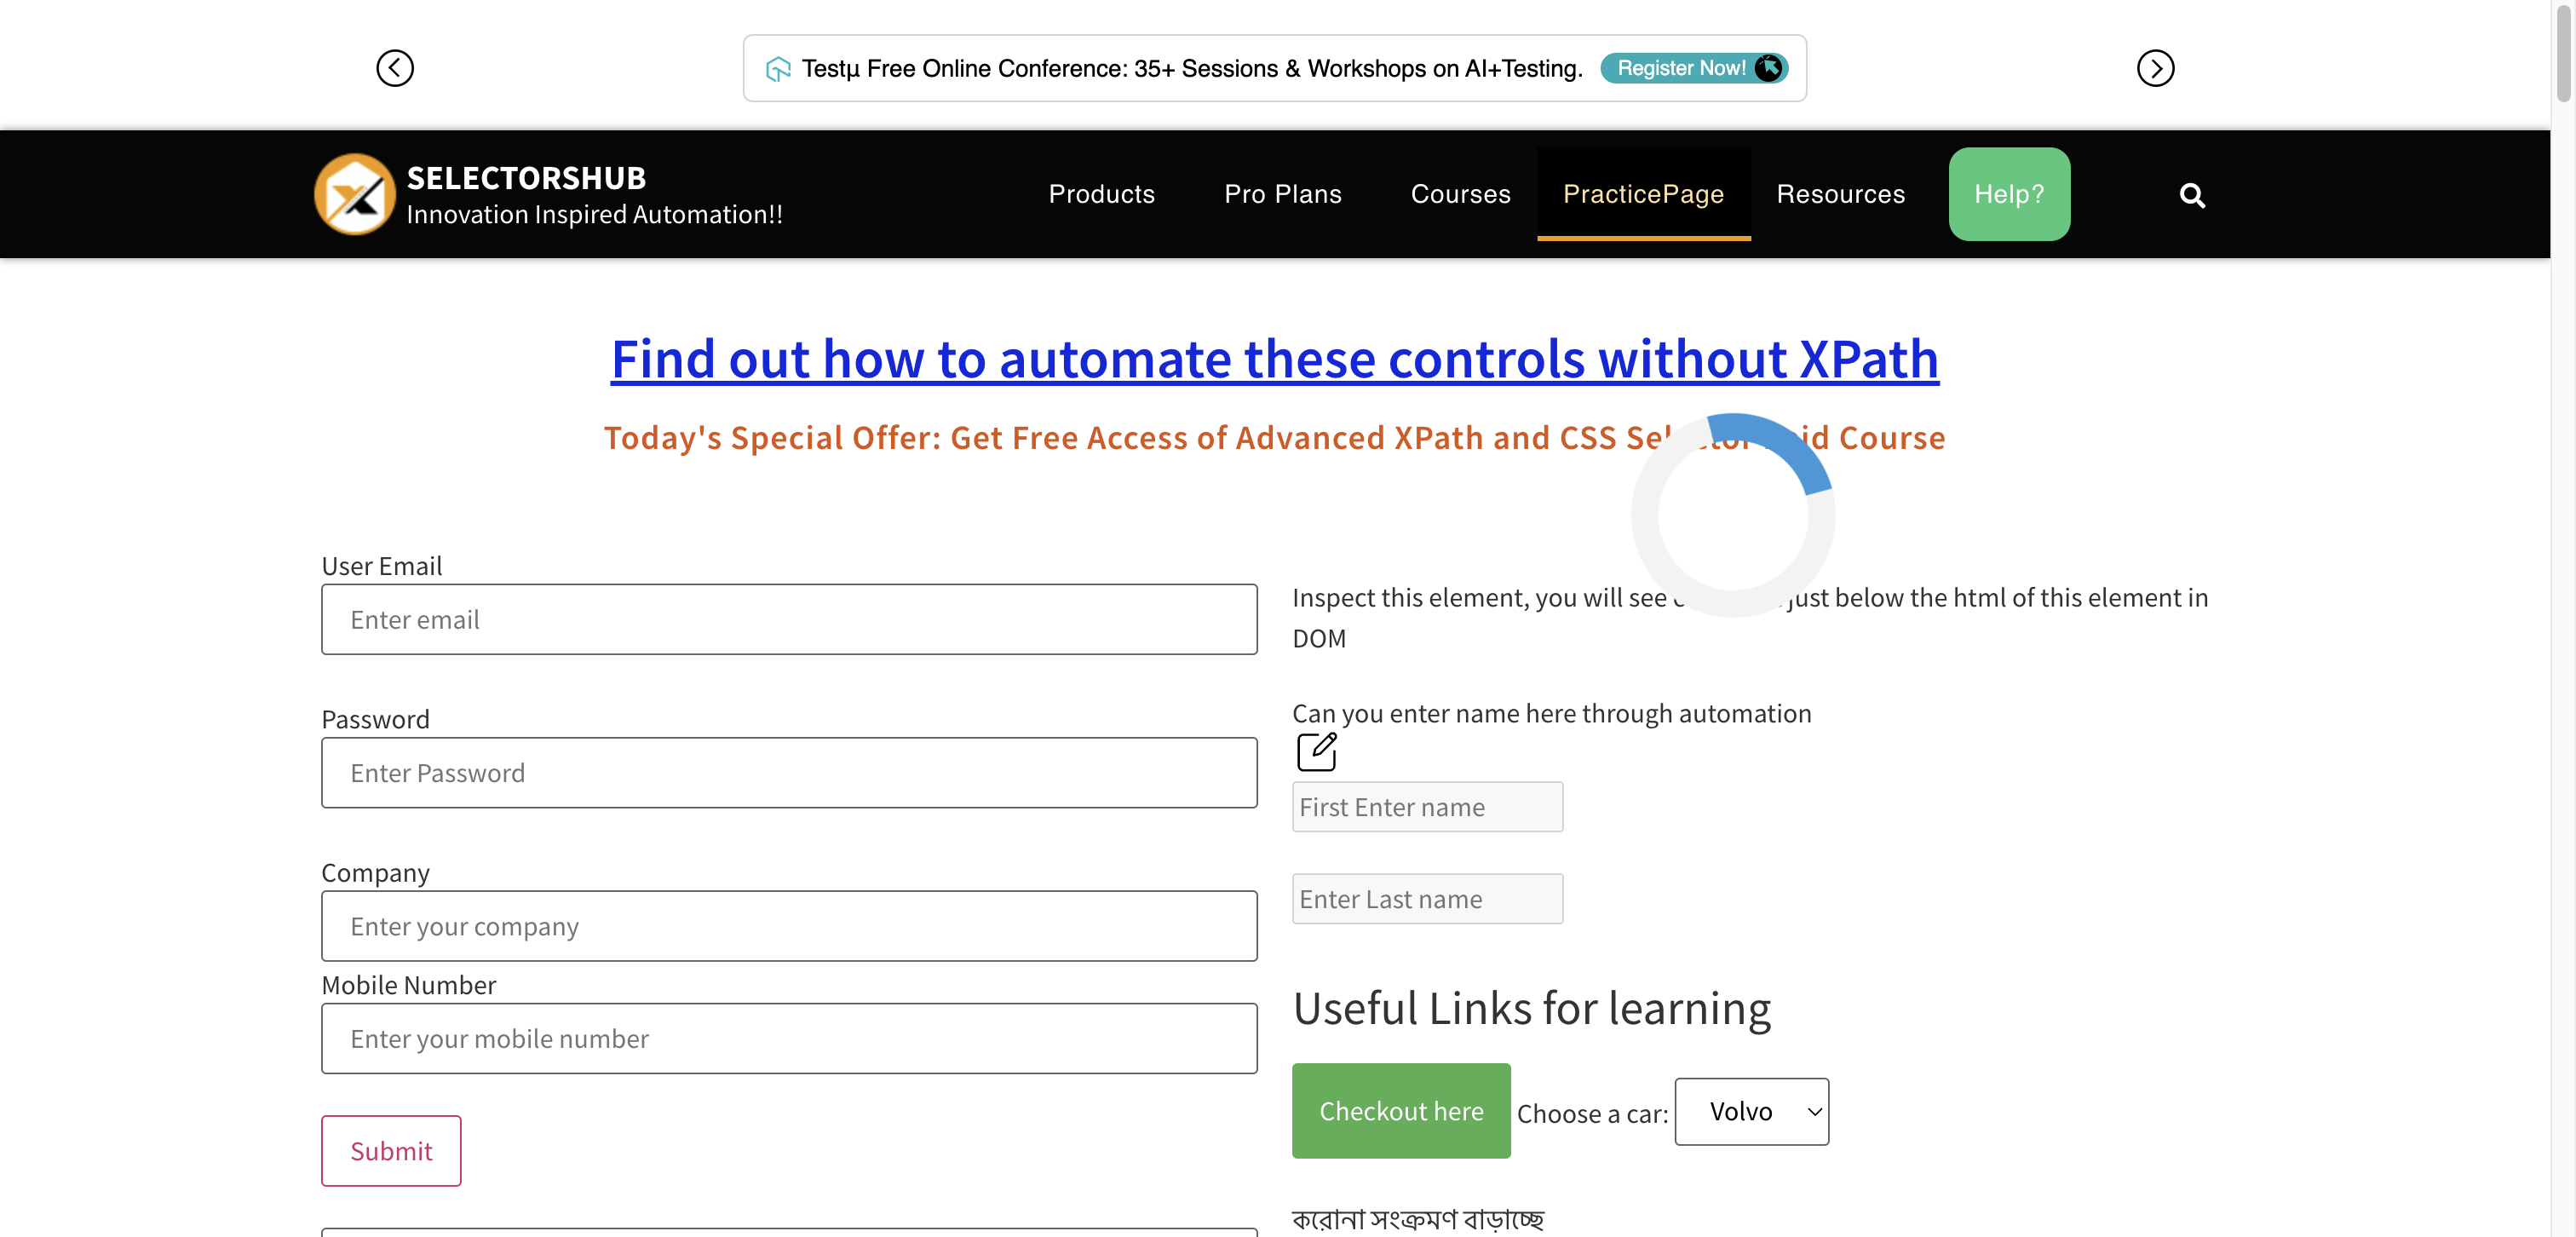 Testμ Free Online Conference: 35+ Sessions & Workshops on AI+Testing. Register Now!
SELECTORSHUB
Innovation Inspired Automation!!
Products Pro Plans Courses PracticePage Resources Help?
Find out how to automate these controls without XPath
Today's Special Offer: Get Free Access of Advanced XPath and CSS Course
User Email
Enter email
Inspect this element, you will see just below the html of this element in
DOM
Password
Enter Password
Can you enter name here through automation
First Enter name
Company
Enter your company
Enter Last name
Mobile Number
Enter your mobile number
Useful Links for learning
Submit
Checkout here Choose a car: Volvo
করোনা সংক্রমণ বাড়াচ্ছে